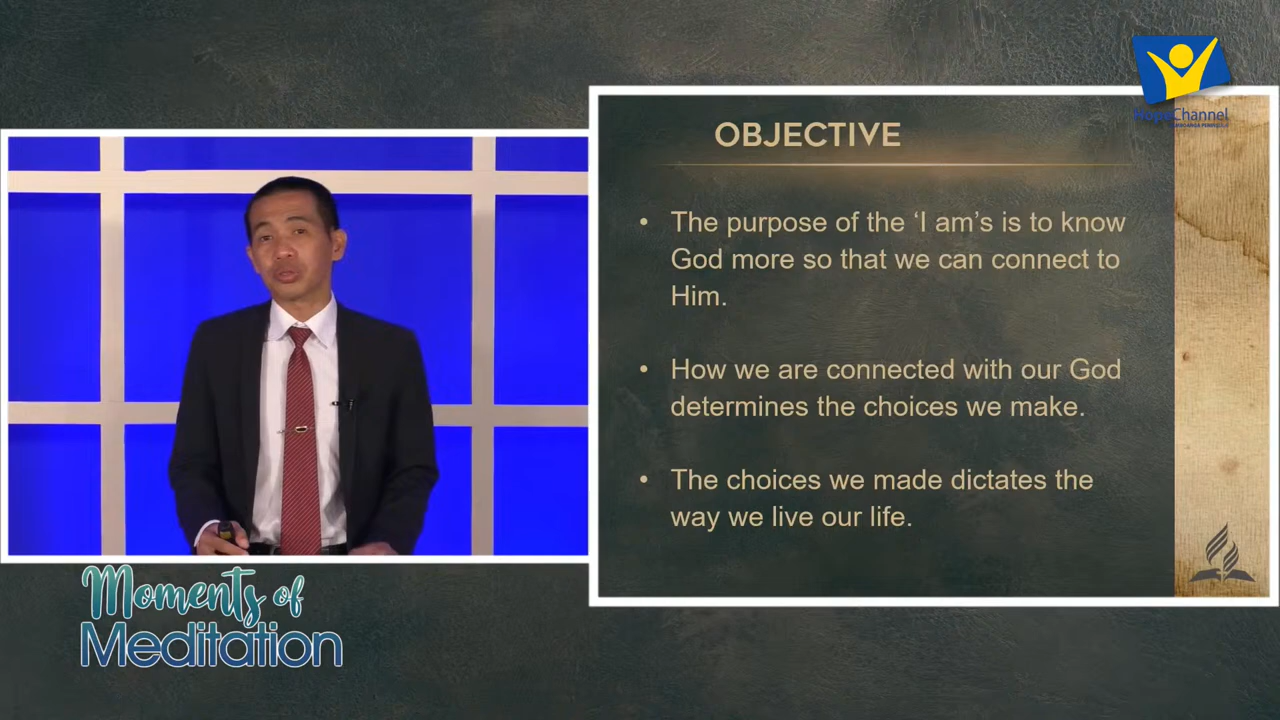 HopeChannel
ZAMBOANGA PENINSULA
OBJECTIVE
• The purpose of the ‘I am’s is to know
God more so that we can connect to
Him.
• How we are connected with our God
determines the choices we make.
• The choices we made dictates the
way we live our life.
Moments of
Meditation